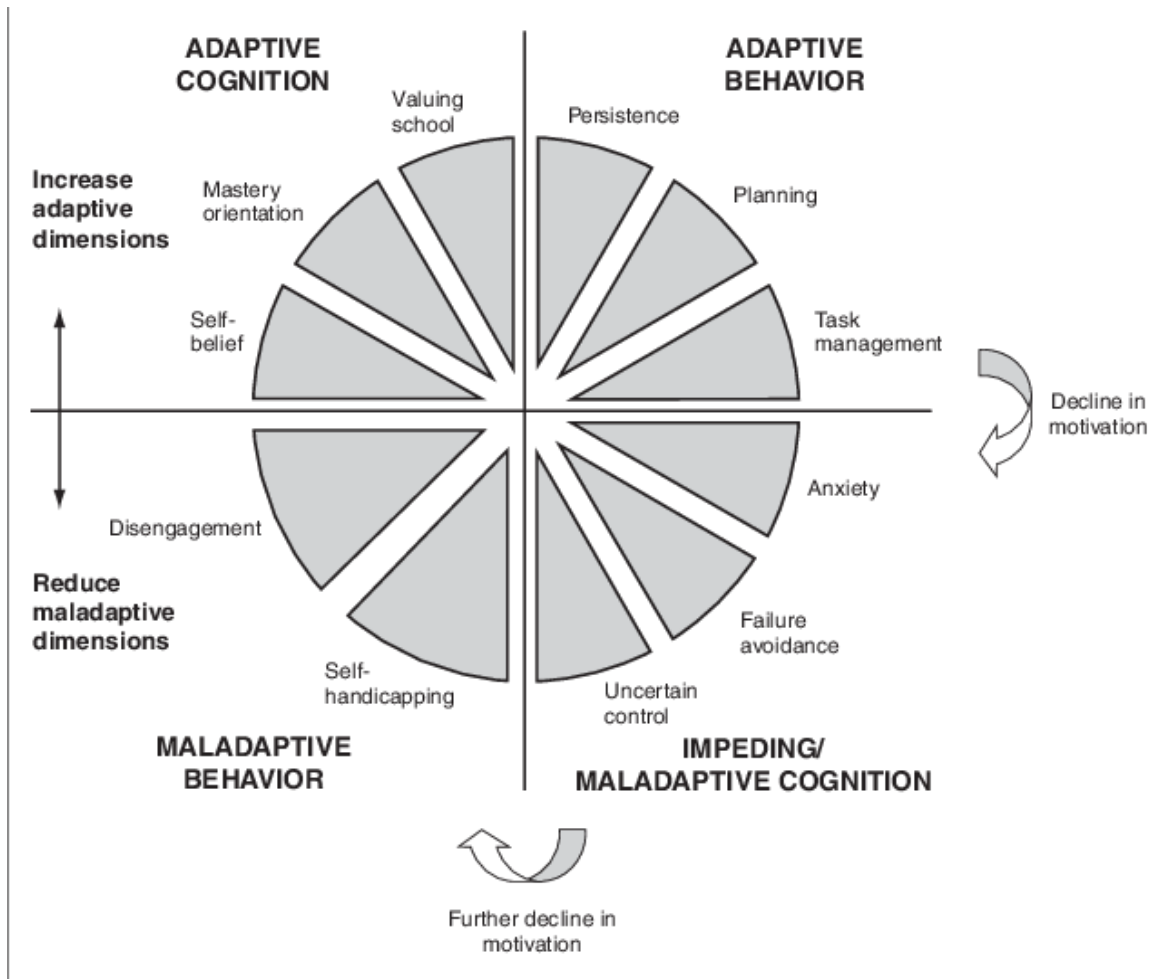 ADAPTIVE
COGNITION
ADAPTIVE
BEHAVIOR
Valuing
school
Persistence
Increase
adaptive
dimensions
Mastery
orientation
Planning
Self-
belief
Task
management
Decline in
motivation
Anxiety
Disengagement
Reduce
maladaptive
dimensions
Failure
avoidance
Self-
handicapping
Uncertain
control
MALADAPTIVE
BEHAVIOR
IMPEDING/
MALADAPTIVE COGNITION
Further decline in
motivation